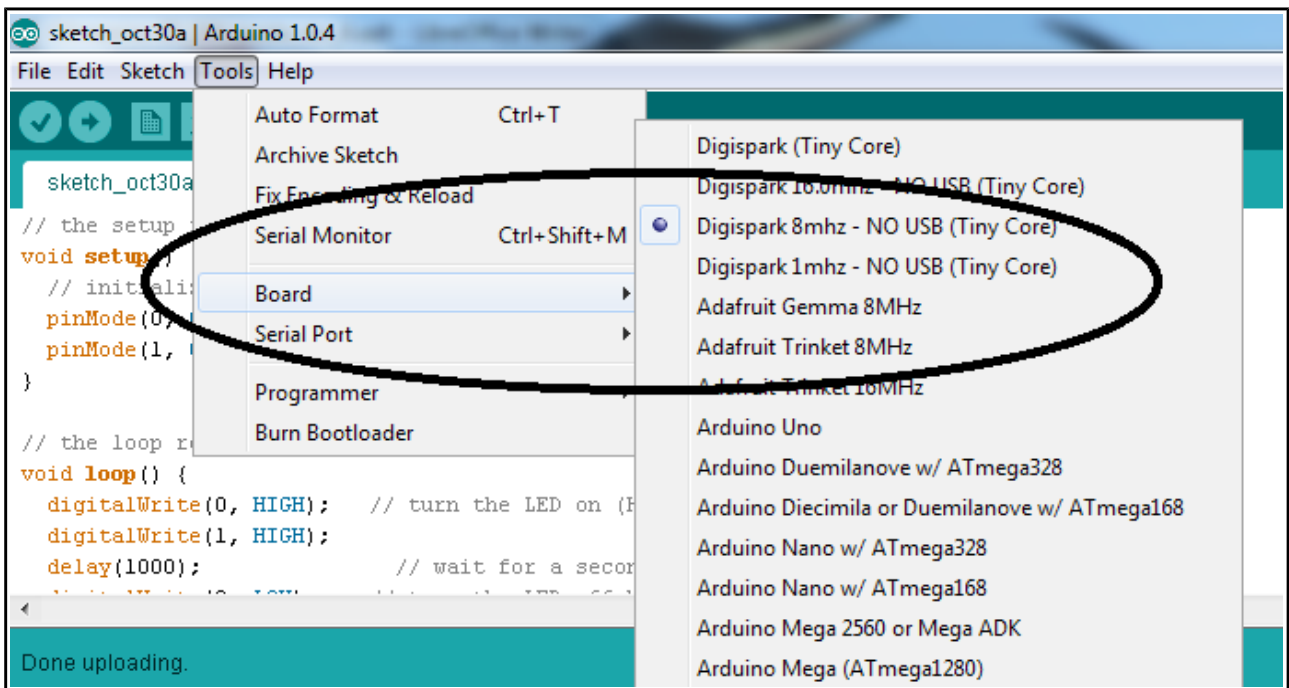 sketch_oct30a | Arduino 1.0.4
File Edit Sketch Tools Help
Auto Format Ctrl+T
Archive Sketch
Fix Encoding & Reload
Serial Monitor Ctrl+Shift+M
Board
Serial Port
Programmer
Burn Bootloader
Digispark (Tiny Core)
Digispark 16.0mhz - NO USB (Tiny Core)
Digispark 8mhz - NO USB (Tiny Core)
Digispark 1mhz - NO USB (Tiny Core)
Adafruit Gemma 8MHz
Adafruit Trinket 8MHz
Adafruit Trinket 16MHz
Arduino Uno
Arduino Duemilanove w/ ATmega328
Arduino Diecimila or Duemilanove w/ ATmega168
Arduino Nano w/ ATmega328
Arduino Nano w/ ATmega168
Arduino Mega 2560 or Mega ADK
Arduino Mega (ATmega1280)
sketch_oct30a
// the setup
void setup()
// initiali
pinMode(0,
pinMode(1,
}
// the loop r
void loop() {
digitalWrite(0, HIGH); // turn the LED on (H
digitalWrite(1, HIGH);
delay(1000); // wait for a secon
Done uploading.